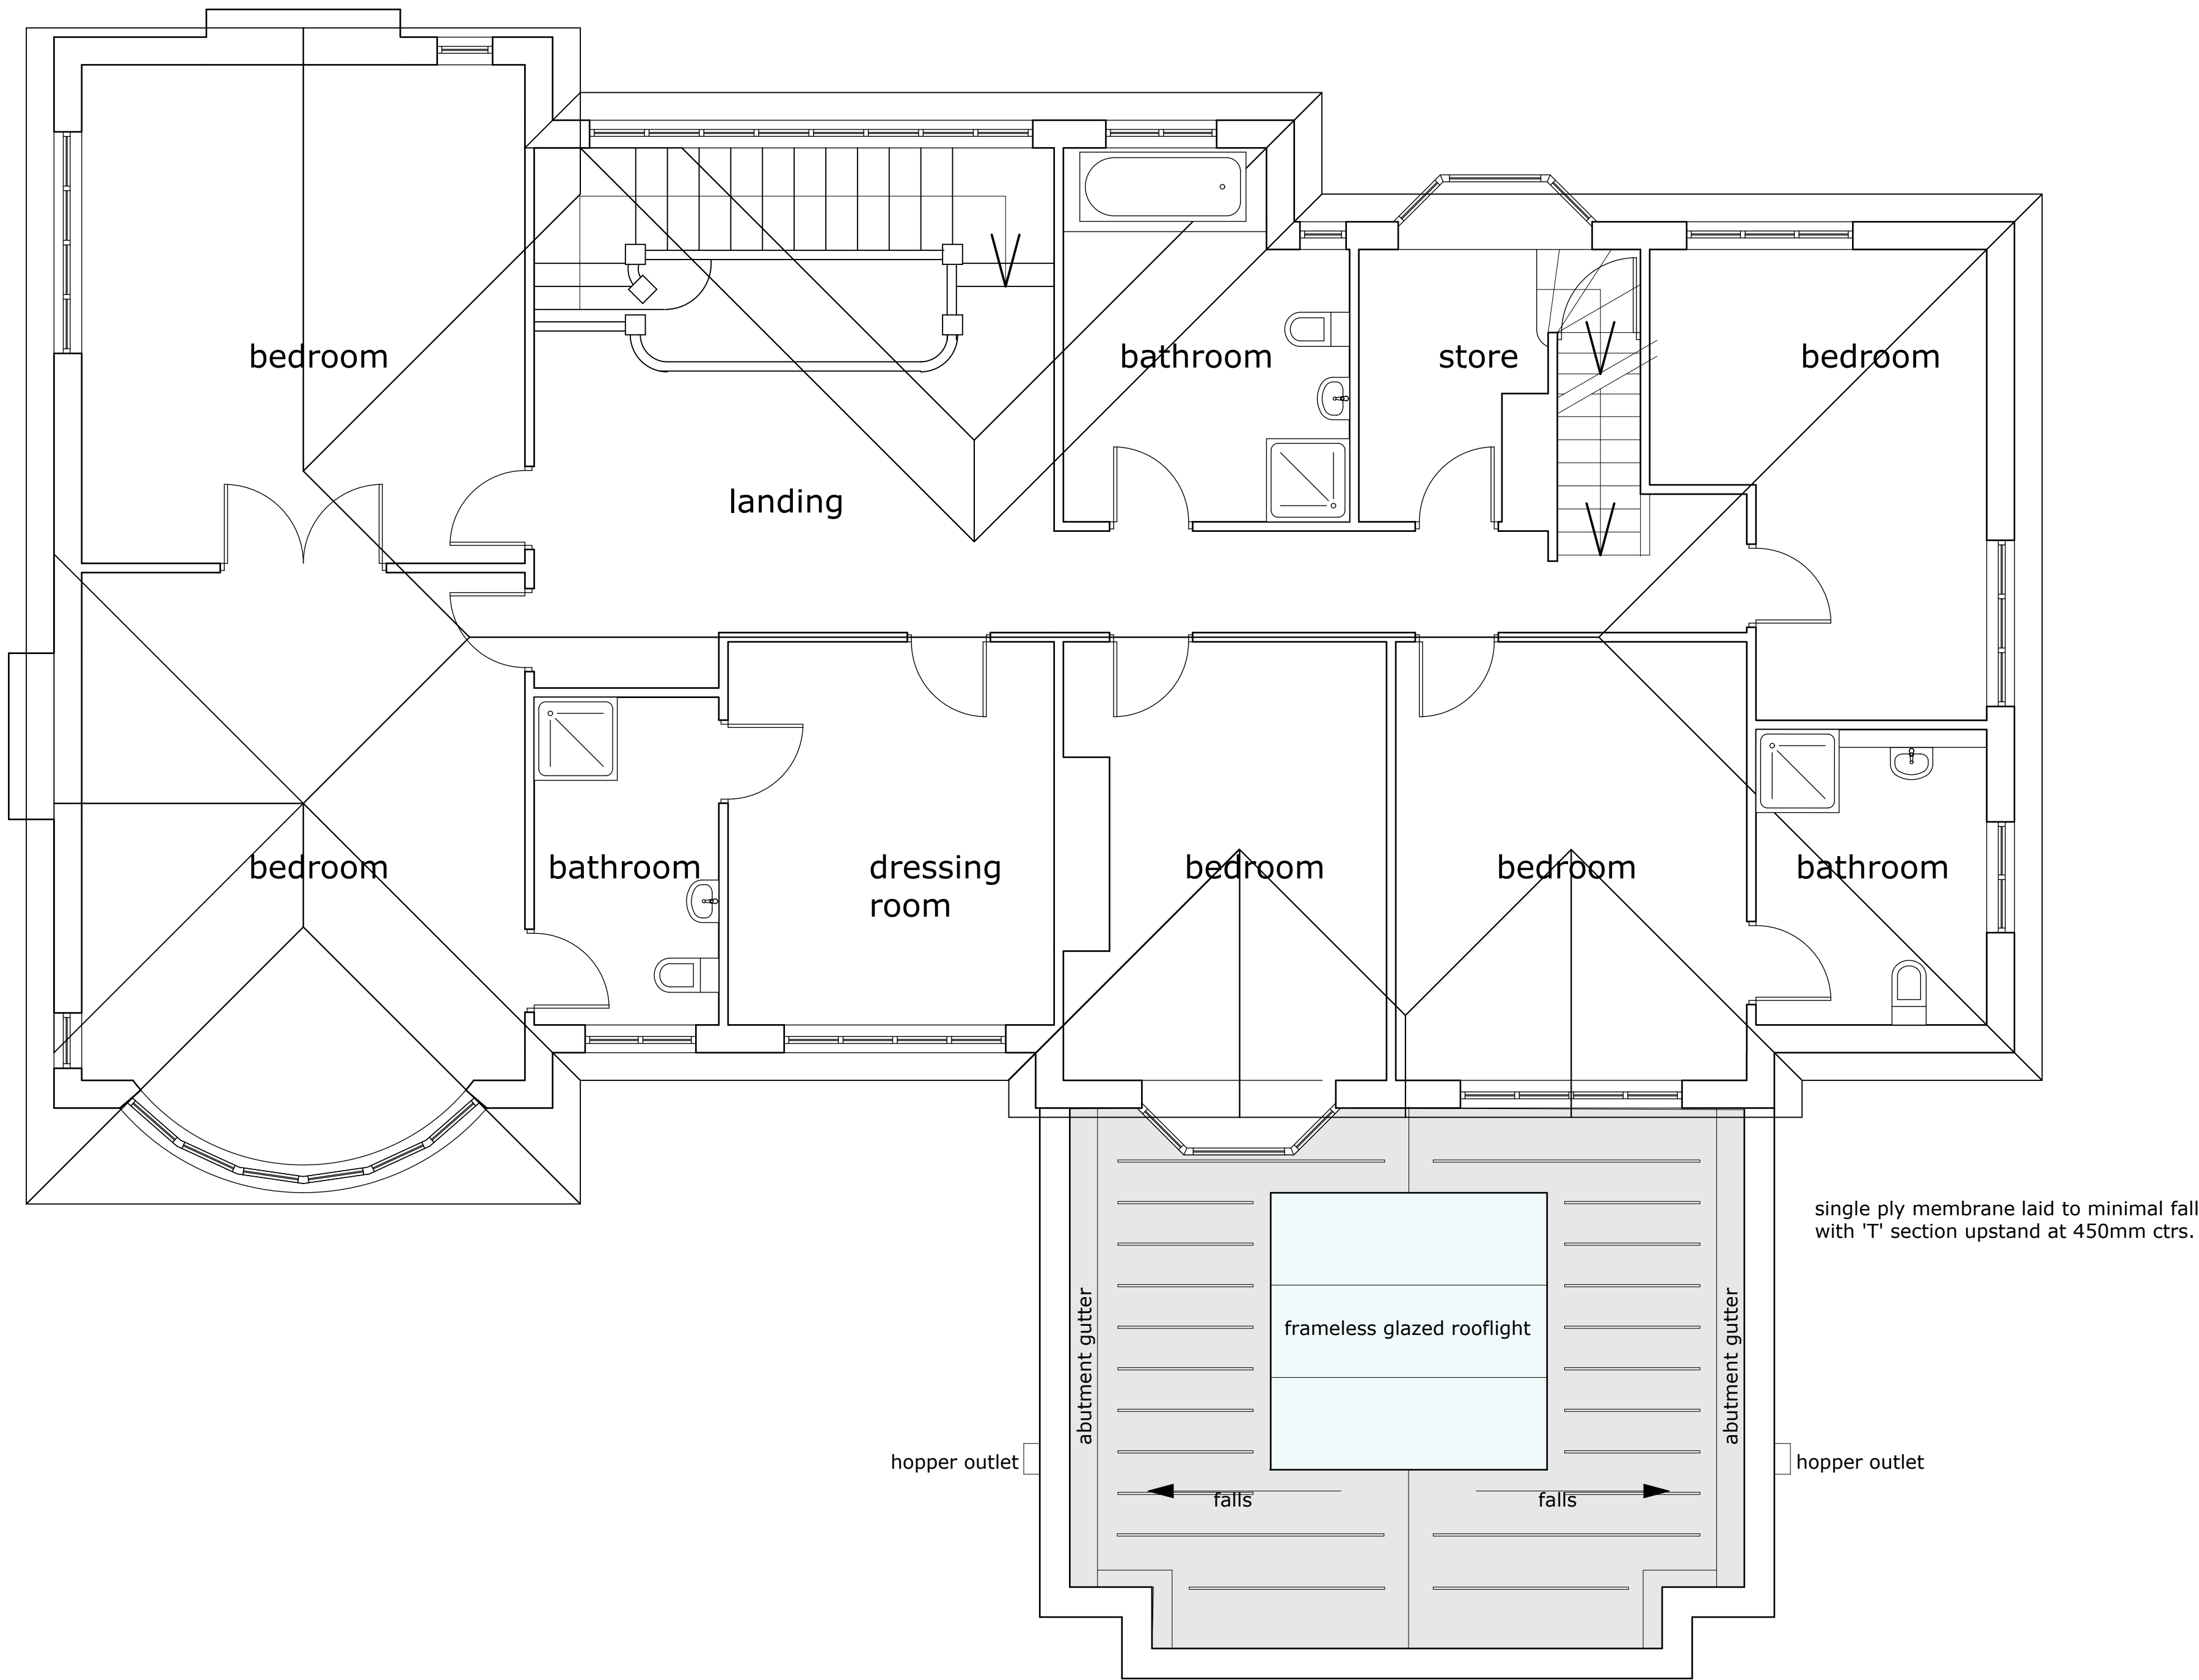 bedroom
bathroom
store
bedroom
landing
bedroom
bathroom
dressing
room
bedroom
bedroom
bathroom
single ply membrane laid to minimal fall
with 'T' section upstand at 450mm ctrs.
abutment gutter
frameless glazed rooflight
abutment gutter
hopper outlet
hopper outlet
falls
falls